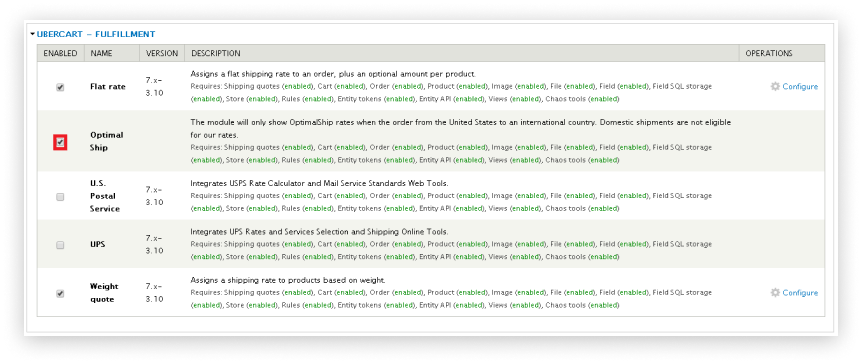 UBERCART – FULFILLMENT
ENABLED NAME VERSION DESCRIPTION OPERATIONS
Flat rate
7.x-
3.10
Assigns a flat shipping rate to an order, plus an optional amount per product.
Requires: Shipping quotes (enabled), Cart (enabled), Order (enabled), Product (enabled), Image (enabled), File (enabled), Field (enabled), Field SQL storage
(enabled), Store (enabled), Rules (enabled), Entity tokens (enabled), Entity API (enabled), Views (enabled), Chaos tools (enabled)
Configure
Optimal
Ship
The module will only show OptimalShip rates when the order from the United States to an international country. Domestic shipments are not eligible
for our rates.
Requires: Shipping quotes (enabled), Cart (enabled), Order (enabled), Product (enabled), Image (enabled), File (enabled), Field (enabled), Field SQL storage
(enabled), Store (enabled), Rules (enabled), Entity tokens (enabled), Entity API (enabled), Views (enabled), Chaos tools (enabled)
U.S.
Postal
Service
7.x-
3.10
Integrates USPS Rate Calculator and Mail Service Standards Web Tools.
Requires: Shipping quotes (enabled), Cart (enabled), Order (enabled), Product (enabled), Image (enabled), File (enabled), Field (enabled), Field SQL storage
(enabled), Store (enabled), Rules (enabled), Entity tokens (enabled), Entity API (enabled), Views (enabled), Chaos tools (enabled)
UPS
7.x-
3.10
Integrates UPS Rates and Services Selection and Shipping Online Tools.
Requires: Shipping quotes (enabled), Cart (enabled), Order (enabled), Product (enabled), Image (enabled), File (enabled), Field (enabled), Field SQL storage
(enabled), Store (enabled), Rules (enabled), Entity tokens (enabled), Entity API (enabled), Views (enabled), Chaos tools (enabled)
Weight
quote
7.x-
3.10
Assigns a shipping rate to products based on weight.
Requires: Shipping quotes (enabled), Cart (enabled), Order (enabled), Product (enabled), Image (enabled), File (enabled), Field (enabled), Field SQL storage
(enabled), Store (enabled), Rules (enabled), Entity tokens (enabled), Entity API (enabled), Views (enabled), Chaos tools (enabled)
Configure